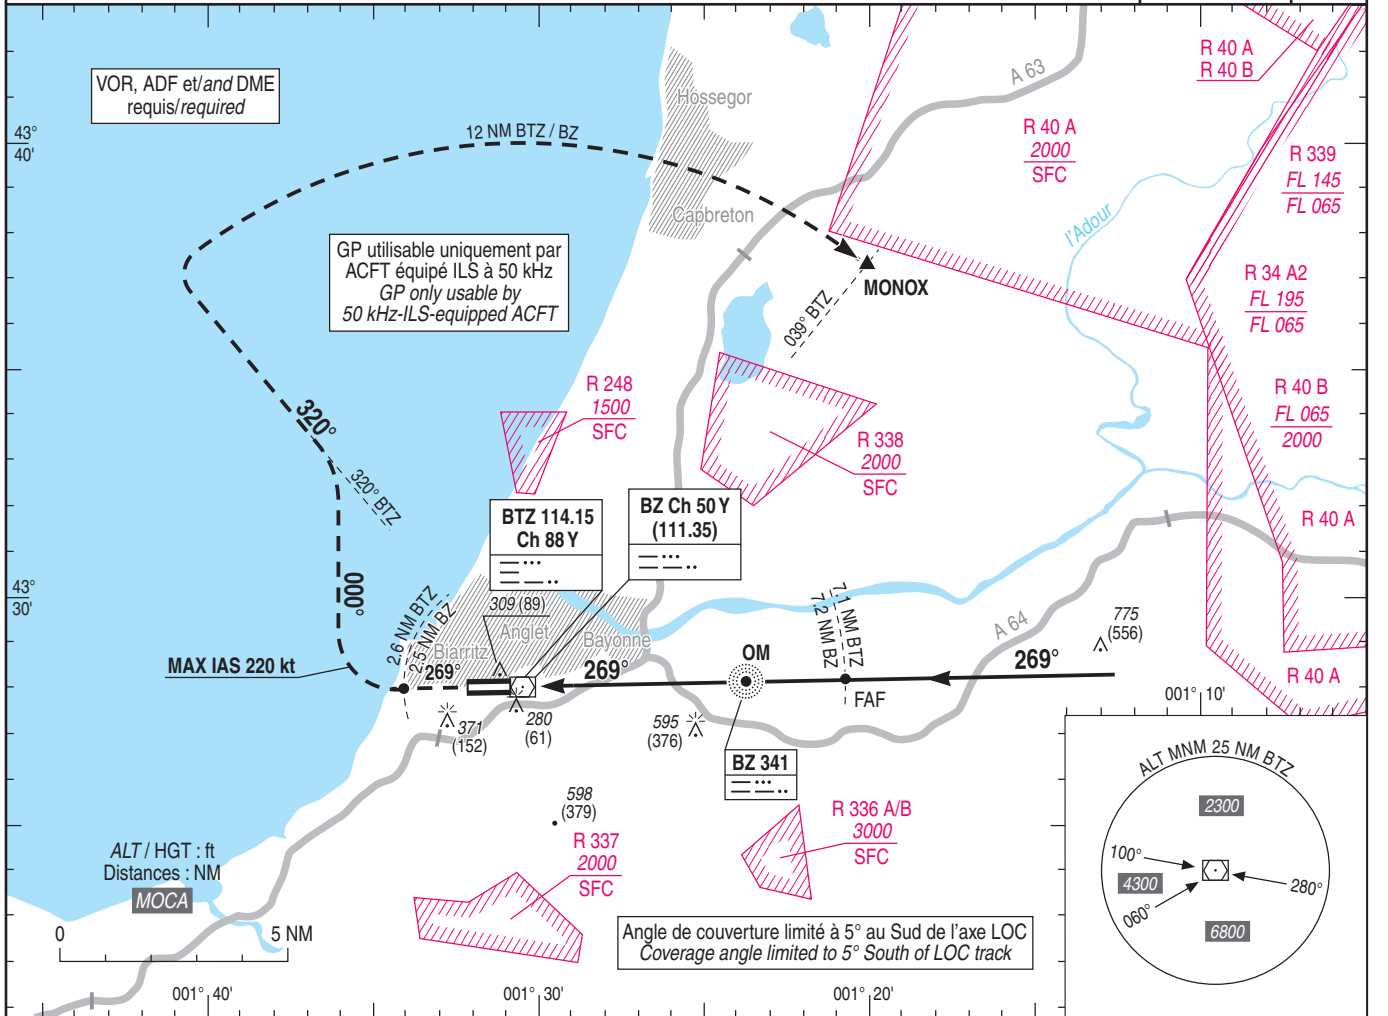 VOR, ADF et/and DME
requis/required
43°
40'
12 NM BTZ / BZ
Hossegor
Capbreton
A 63
R 40 A
2000
SFC
R 40 A
R 40 B
R 339
FL 145
FL 065
l'Adour
GP utilisable uniquement par
ACFT équipé ILS à 50 kHz
GP only usable by
50 kHz-ILS-equipped ACFT
MONOX
039° BTZ
R 34 A2
FL 195
FL 065
R 248
1500
SFC
R 338
2000
SFC
R 40 B
FL 065
2000
320°
320° BTZ
BTZ 114.15
Ch 88 Y
BZ Ch 50 Y
(111.35)
R 40 A
43°
30'
000°
2.6 NM BTZ
2.5 NM BZ
309 (89)
Anglet
Biarritz
Bayonne
7.1 NM BTZ
7.2 NM BZ
A 64
775
(556)
MAX IAS 220 kt
269°
269°
OM
269°
FAF
R 40 A
001° 10'
371
(152)
280
(61)
595
(376)
BZ 341
ALT MNM 25 NM BTZ
2300
100°
4300
060°
280°
6800
598
(379)
R 337
2000
SFC
R 336 A/B
3000
SFC
ALT / HGT : ft
Distances : NM
MOCA
0
5 NM
Angle de couverture limité à 5° au Sud de l'axe LOC
Coverage angle limited to 5° South of LOC track
001° 40'
001° 30'
001° 20'